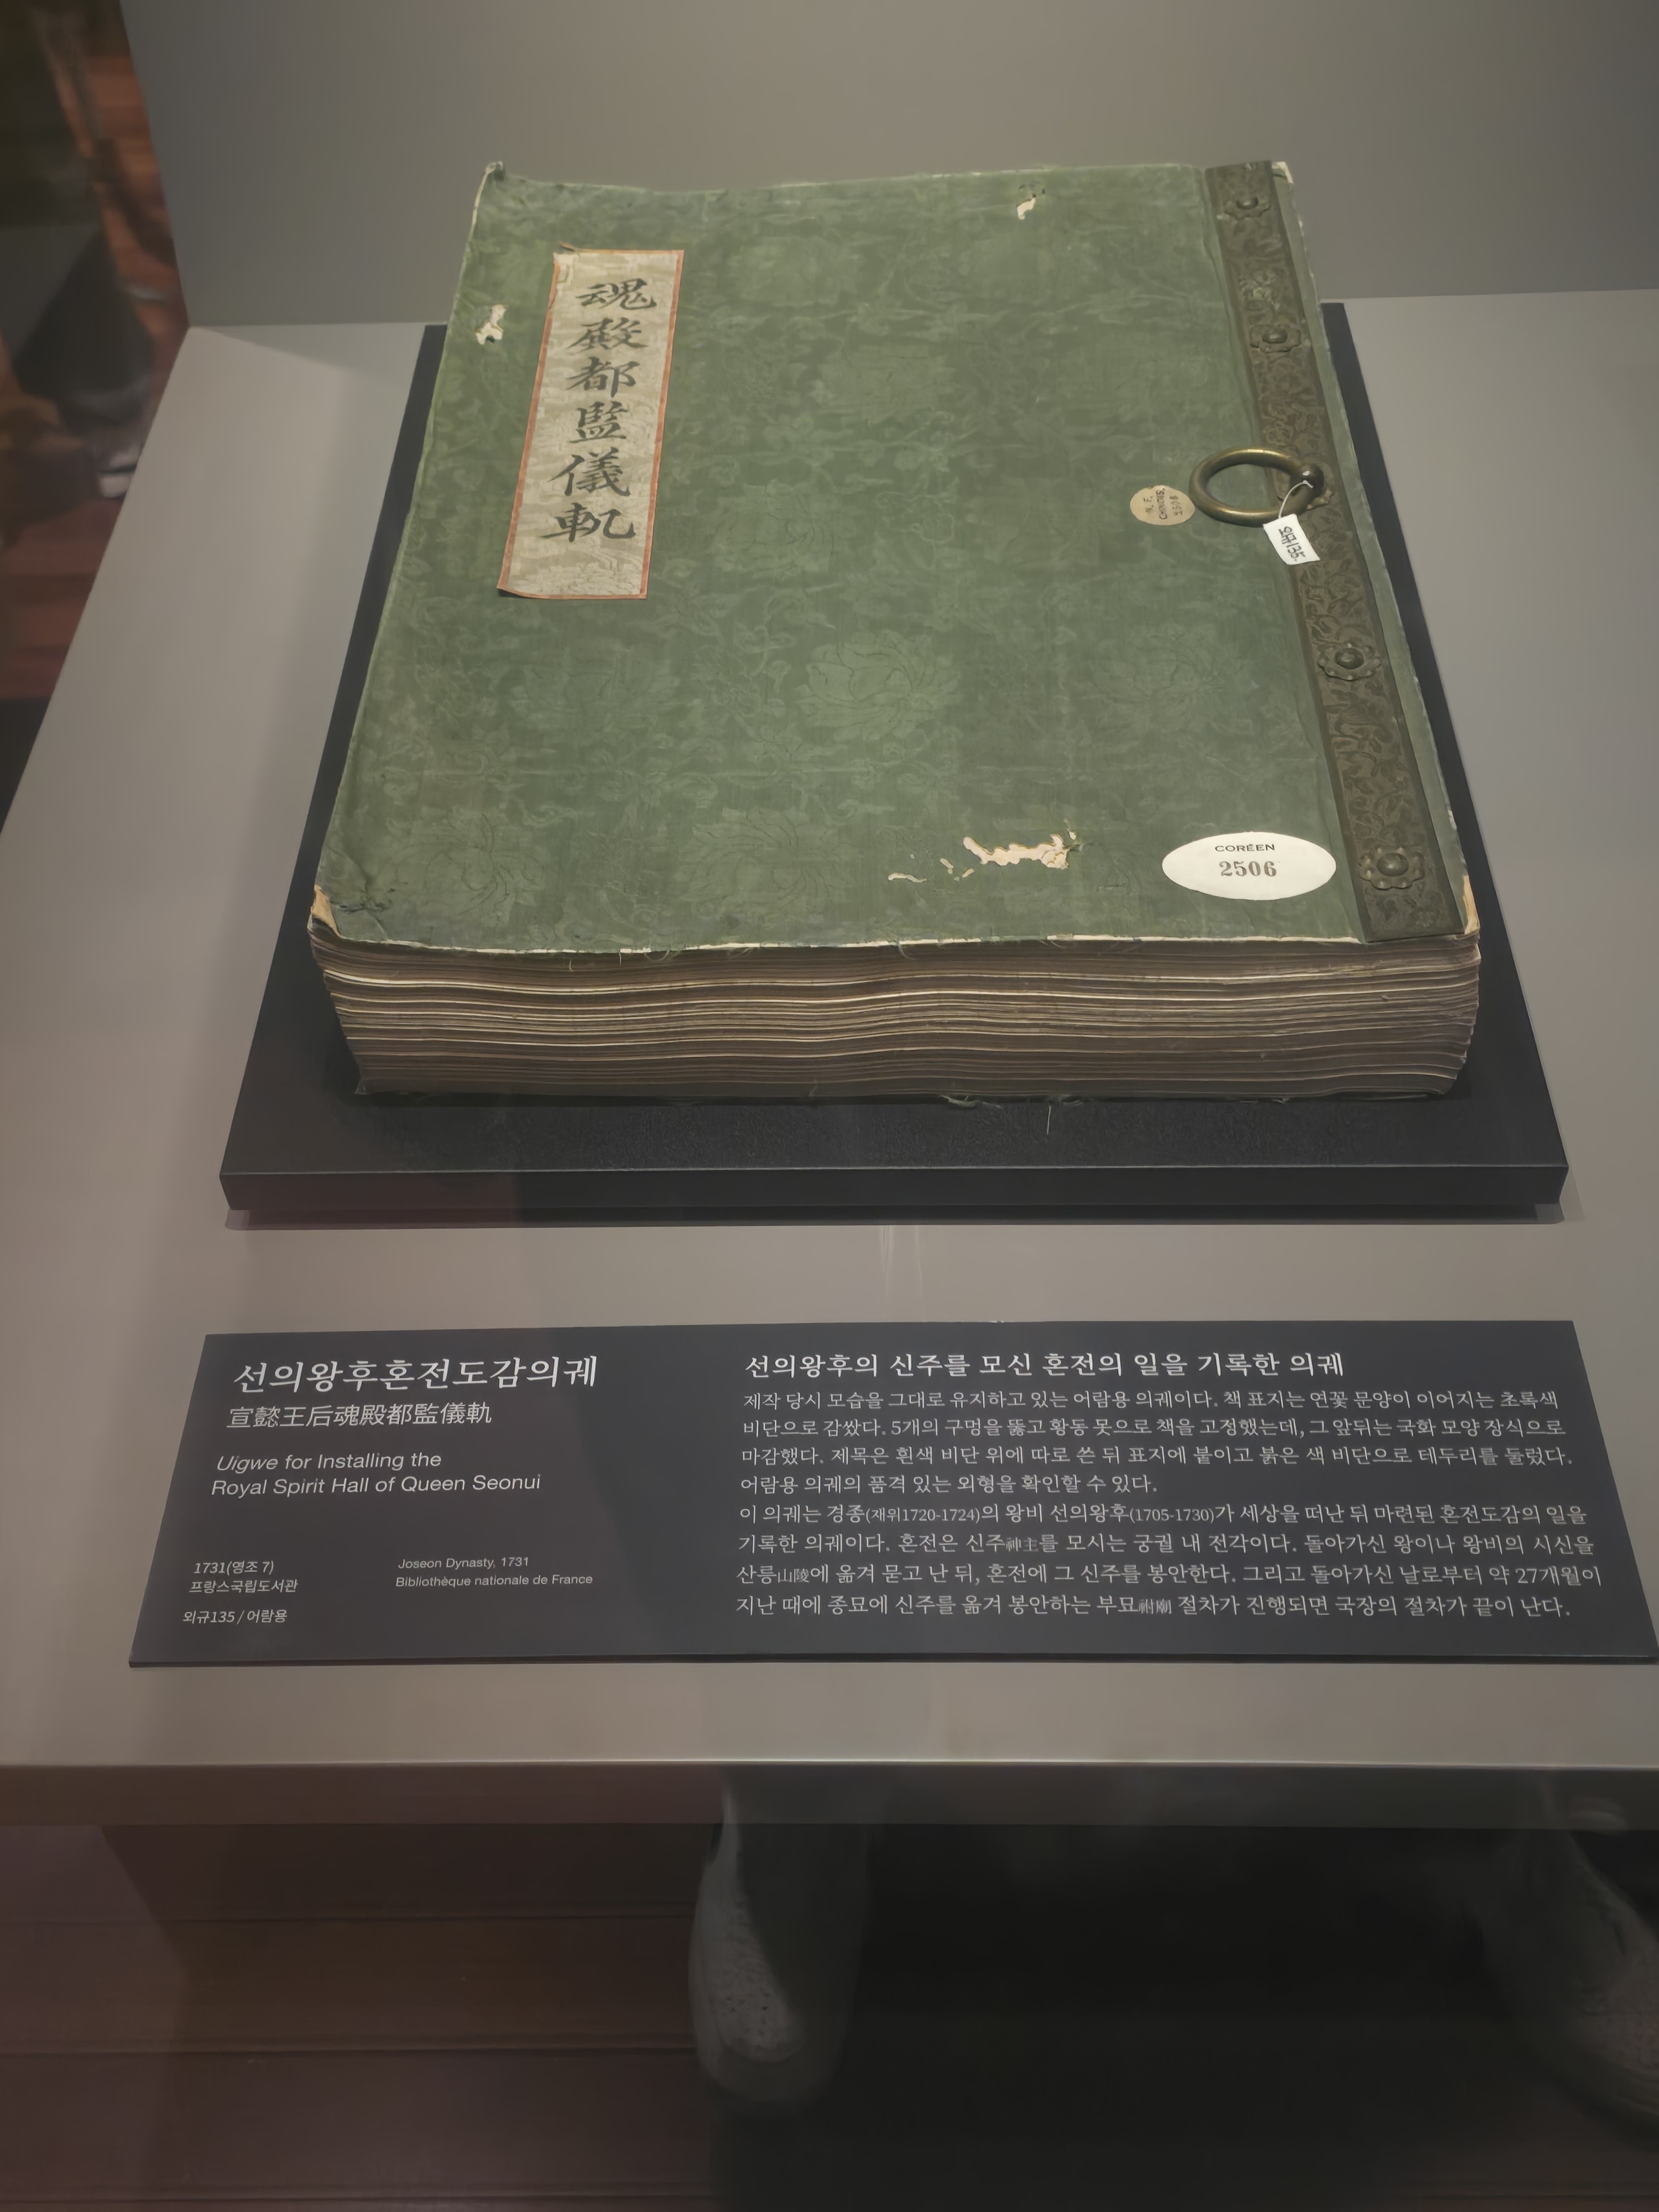 魂殿都監儀軌
COREEN
2506
외규135
선의왕후혼전도감의궤
宣懿王后魂殿都監儀軌
Uigwe for Installing the
Royal Spirit Hall of Queen Seonui
1731(영조 7)
프랑스국립도서관
외규135 / 어람용
Joseon Dynasty, 1731
Bibliothèque nationale de France
선의왕후의 신주를 모신 혼전의 일을 기록한 의궤
제작 당시 모습을 그대로 유지하고 있는 어람용 의궤이다. 책 표지는 연꽃 문양이 이어지는 초록색
비단으로 감쌌다. 5개의 구멍을 뚫고 황동 못으로 책을 고정했는데, 그 앞뒤는 국화 모양 장식으로
마감했다. 제목은 흰색 비단 위에 따로 쓴 뒤 표지에 붙이고 붉은 색 비단으로 테두리를 둘렀다.
어람용 의궤의 품격 있는 외형을 확인할 수 있다.
이 의궤는 경종(재위1720-1724)의 왕비 선의왕후(1705-1730)가 세상을 떠난 뒤 마련된 혼전도감의 일을
기록한 의궤이다. 혼전은 신주神主를 모시는 궁궐 내 전각이다. 돌아가신 왕이나 왕비의 시신을
산릉山陵에 옮겨 묻고 난 뒤, 혼전에 그 신주를 봉안한다. 그리고 돌아가신 날로부터 약 27개월이
지난 때에 종묘에 신주를 옮겨 봉안하는 부묘祔廟 절차가 진행되면 국장의 절차가 끝이 난다.